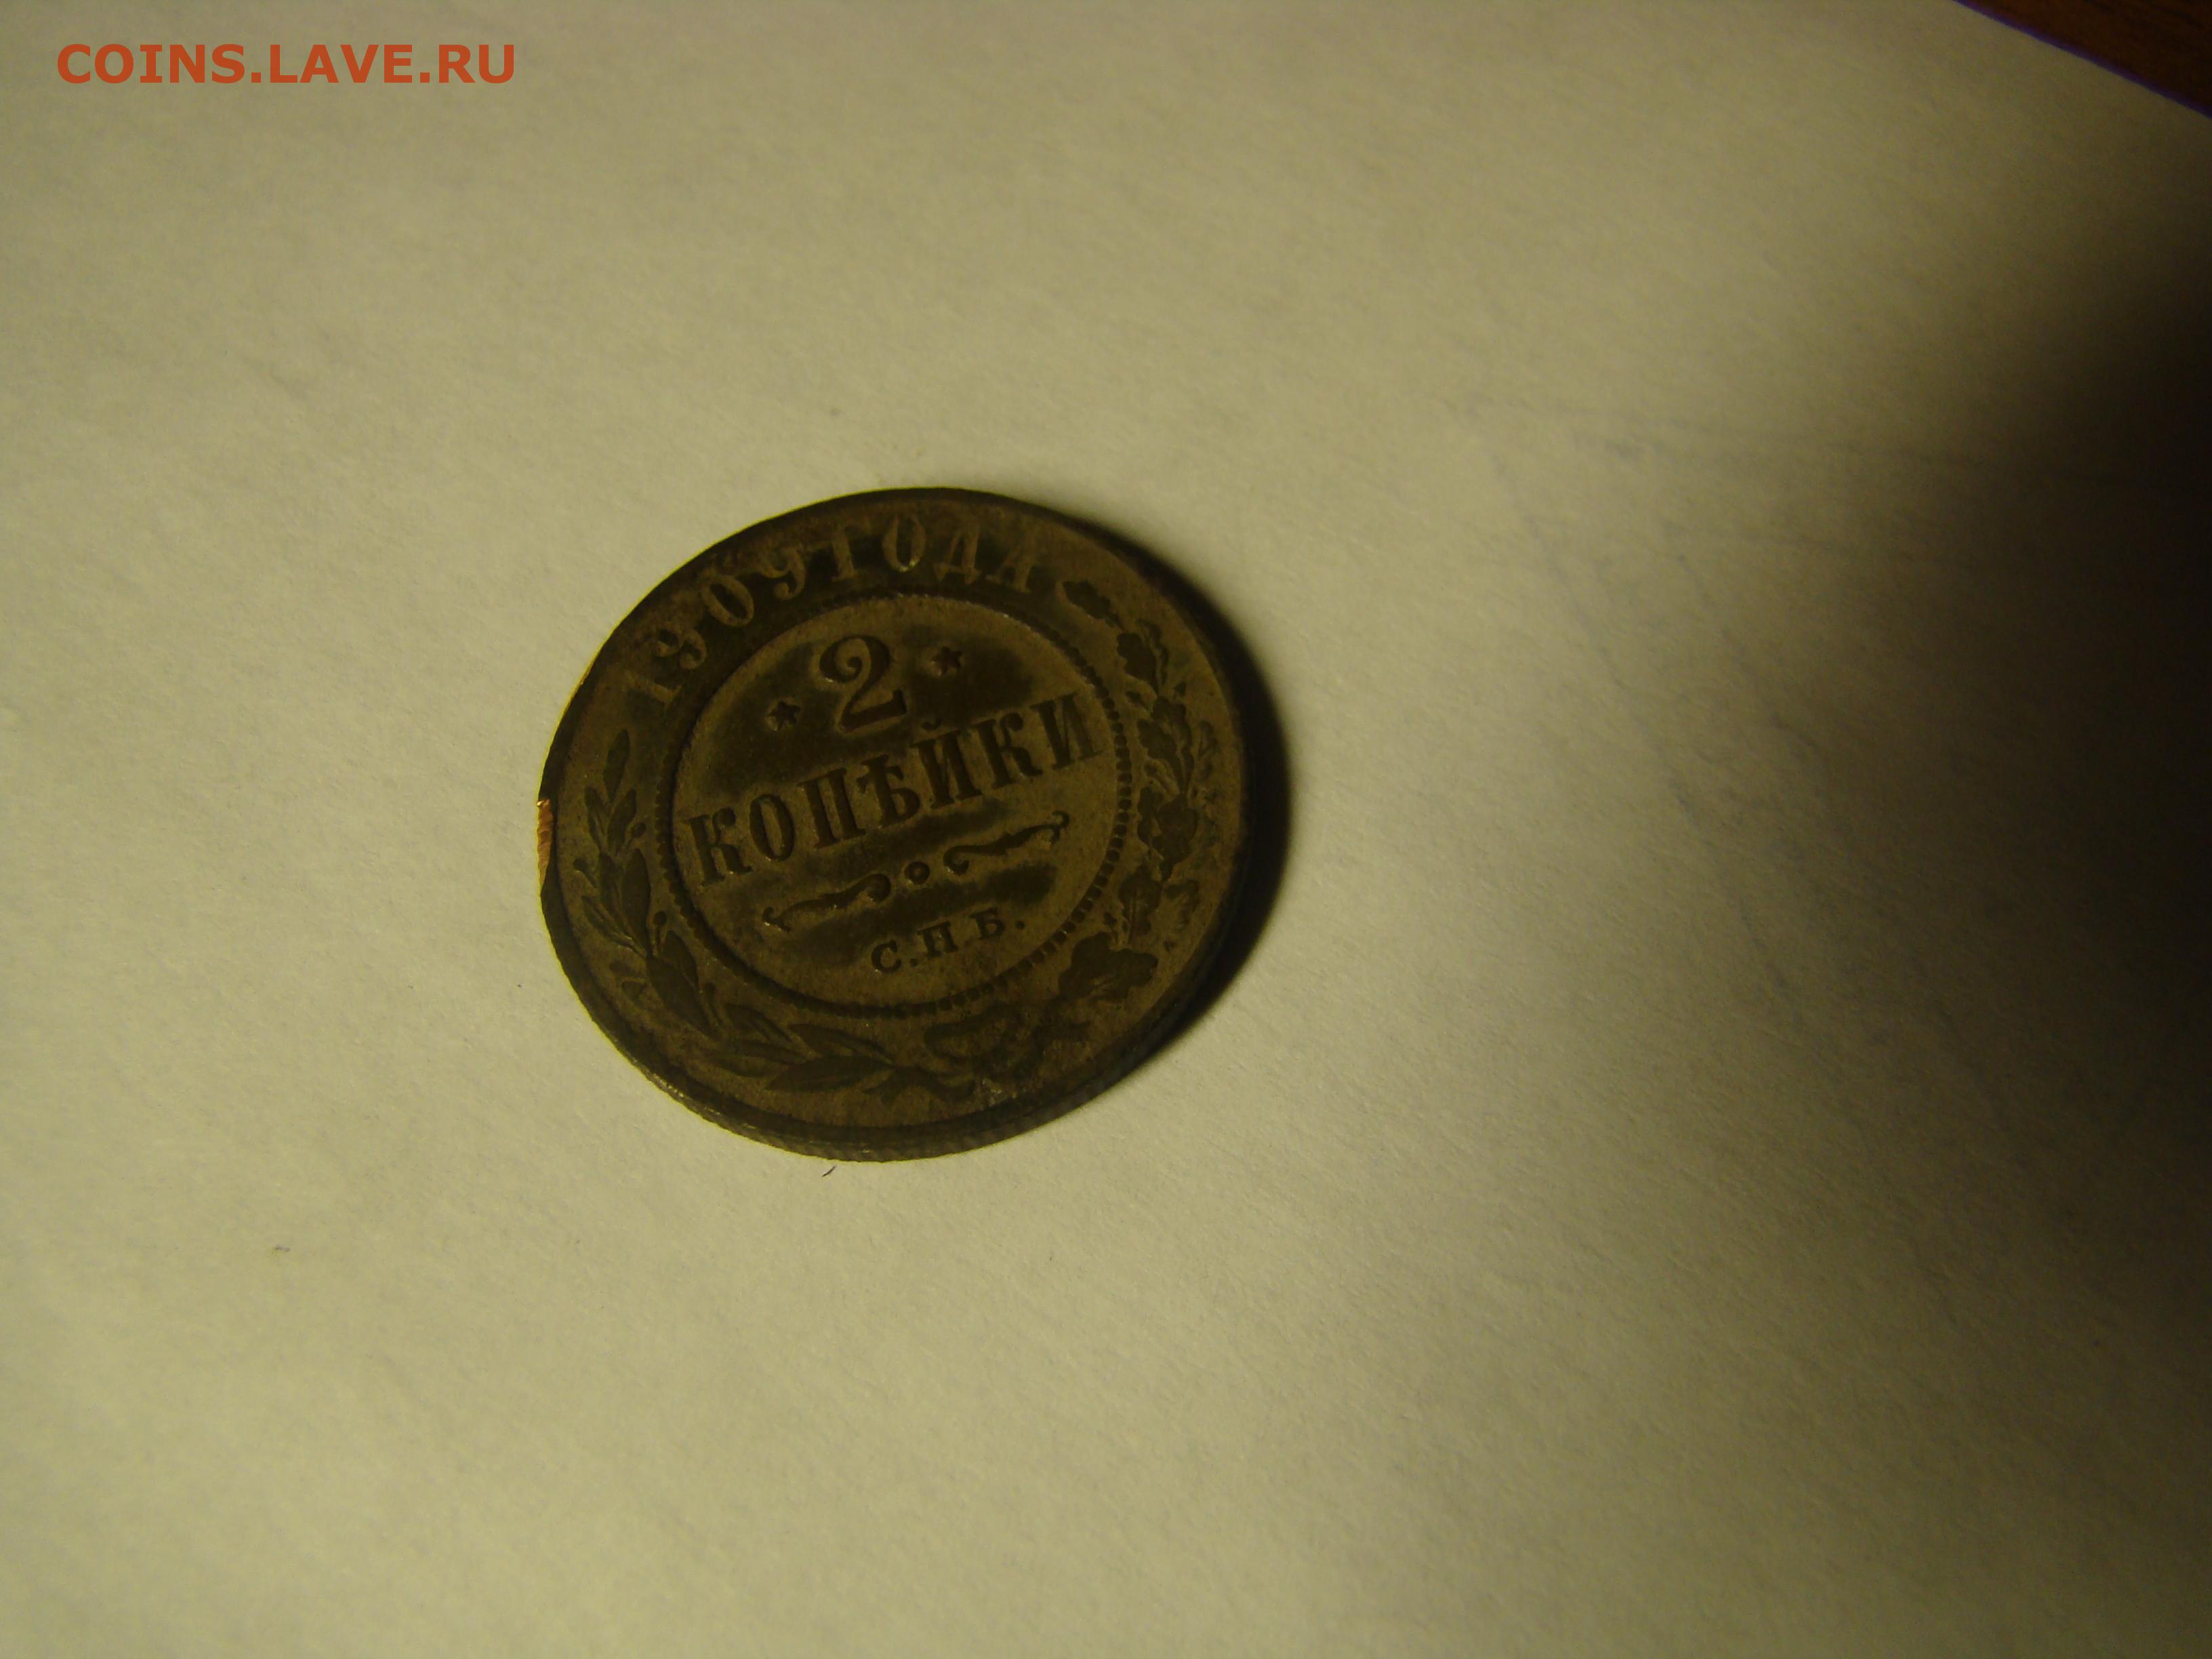 COINS.LAVE.RU
1909 ГОДА
* 2 *
КОПѢЙКИ
С.П.Б.